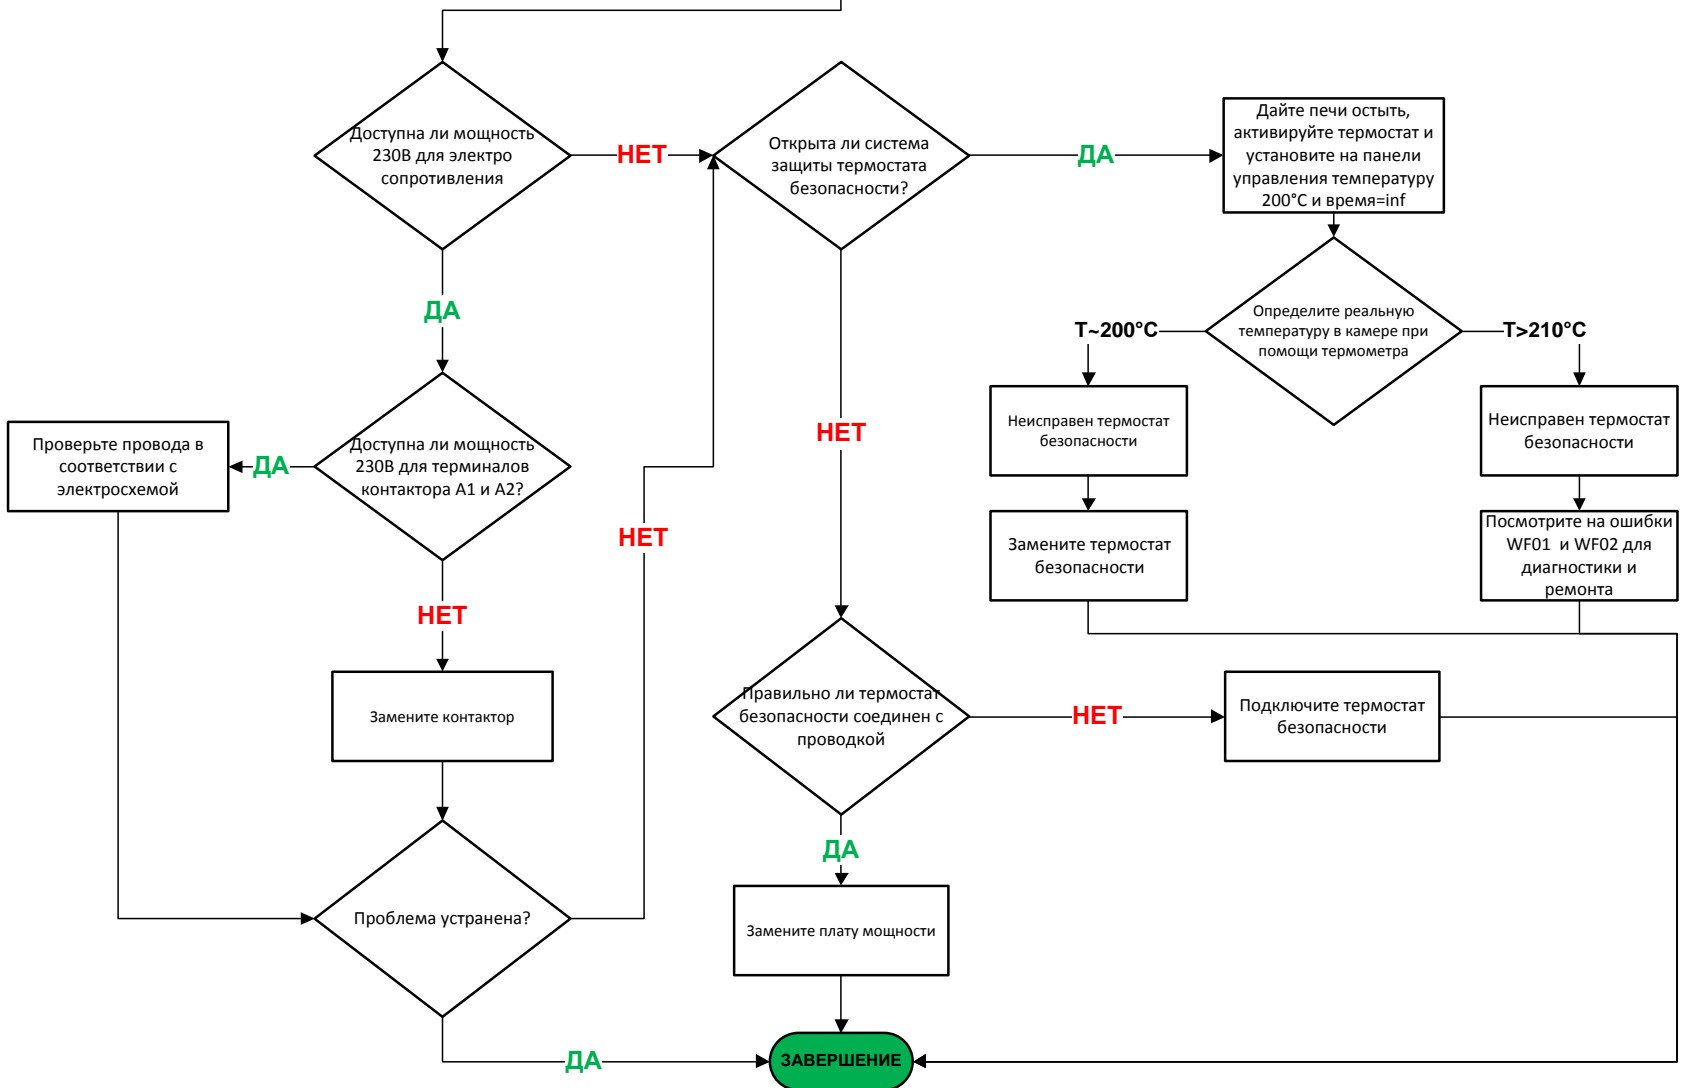 Доступна ли мощность
230В для электро
сопротивления
НЕТ
Открыта ли система
защиты термостата
безопасности?
ДА
Дайте печи остыть,
активируйте термостат и
установите на панели
управления температуру
200°C и время=inf
ДА
Определите реальную
температуру в камере при
помощи термометра
T~200°C
T>210°C
Неисправен термостат
безопасности
Неисправен термостат
безопасности
Проверьте провода в
соответствии с
электросхемой
ДА
Доступна ли мощность
230В для терминалов
контактора А1 и А2?
НЕТ
НЕТ
Замените термостат
безопасности
Посмотрите на ошибки
WF01 и WF02 для
диагностики и
ремонта
НЕТ
Замените контактор
Правильно ли термостат
безопасности соединен с
проводкой
НЕТ
Подключите термостат
безопасности
ДА
Проблема устранена?
Замените плату мощности
ДА
ЗАВЕРШЕНИЕ